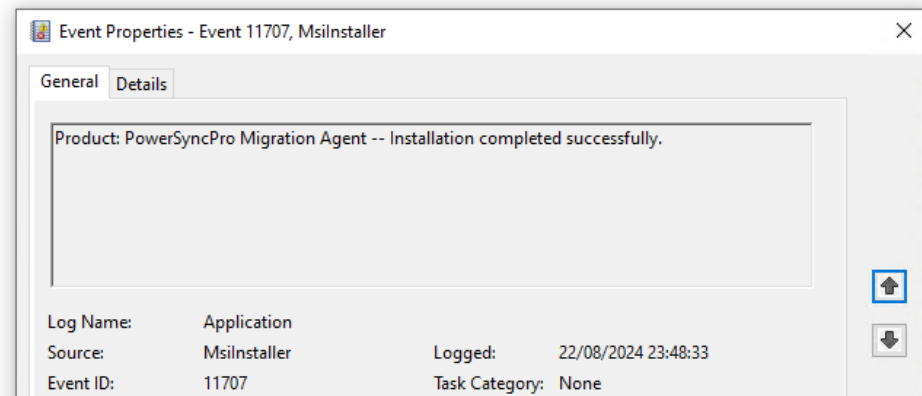 Event Properties - Event 11707, MsiInstaller
General Details
Product: PowerSyncPro Migration Agent -- Installation completed successfully.
Log Name: Application
Source: MsiInstaller Logged: 22/08/2024 23:48:33
Event ID: 11707 Task Category: None